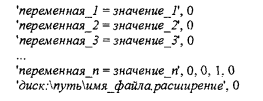 'переменная_1 = значение_1', 0
'переменная_2 = значение_2', 0
'переменная_3 = значение_3', 0
...
'переменная_n = значение_n', 0, 0, 1, 0
'диск:\путь\имя_файла.расширение', 0